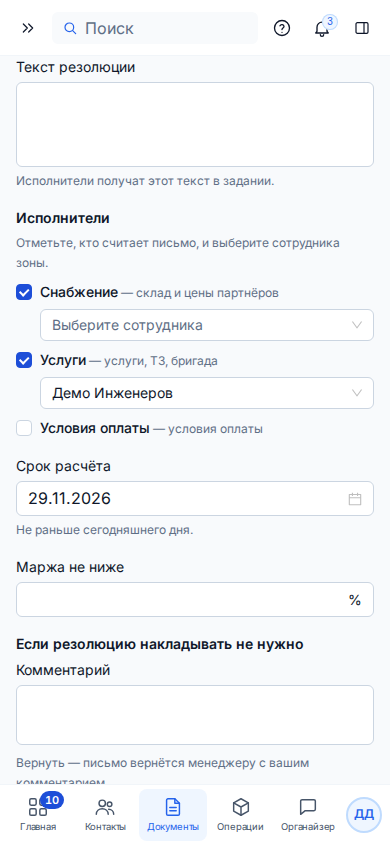 Поиск
3
Текст резолюции
Исполнители получат этот текст в задании.
Исполнители
Отметьте, кто считает письмо, и выберите сотрудника
зоны.
Снабжение — склад и цены партнёров
Выберите сотрудника
Услуги — услуги, ТЗ, бригада
Демо Инженеров
Условия оплаты — условия оплаты
Срок расчёта
29.11.2026
Не раньше сегодняшнего дня.
Маржа не ниже
%
Если резолюцию накладывать не нужно
Комментарий
Вернуть — письмо вернётся менеджеру с вашим
комментарием.
10
Главная
Контакты
Документы
Операции
Органайзер
ДД